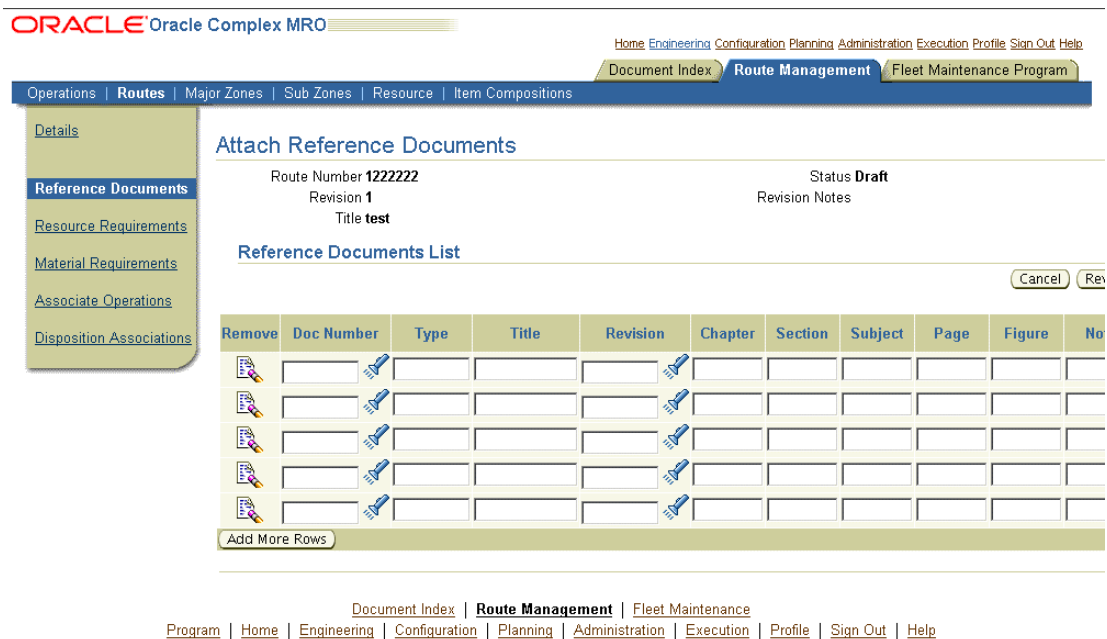 ORACLE Oracle Complex MRO
Home Engineering Configuration Planning Administration Execution Profile Sign Out Help
Document Index Route Management Fleet Maintenance Program
Operations | Routes | Major Zones | Sub Zones | Resource | Item Compositions
Details
Reference Documents
Resource Requirements
Material Requirements
Associate Operations
Disposition Associations
Attach Reference Documents
Route Number 1222222 Status Draft
Revision 1 Revision Notes
Title test
Reference Documents List
Cancel Rev
Remove Doc Number Type Title Revision Chapter Section Subject Page Figure No
Add More Rows
Document Index | Route Management | Fleet Maintenance
Program | Home | Engineering | Configuration | Planning | Administration | Execution | Profile | Sign Out | Help